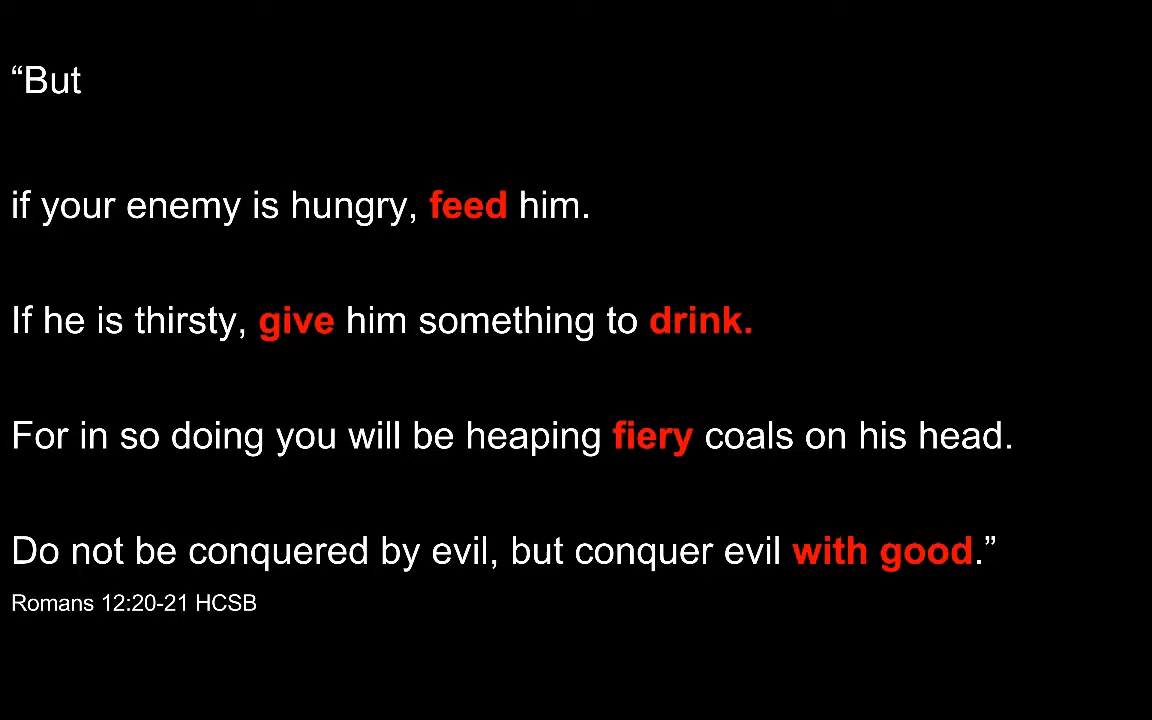 “But
if your enemy is hungry, feed him.
If he is thirsty, give him something to drink.
For in so doing you will be heaping fiery coals on his head.
Do not be conquered by evil, but conquer evil with good.”
Romans 12:20-21 HCSB